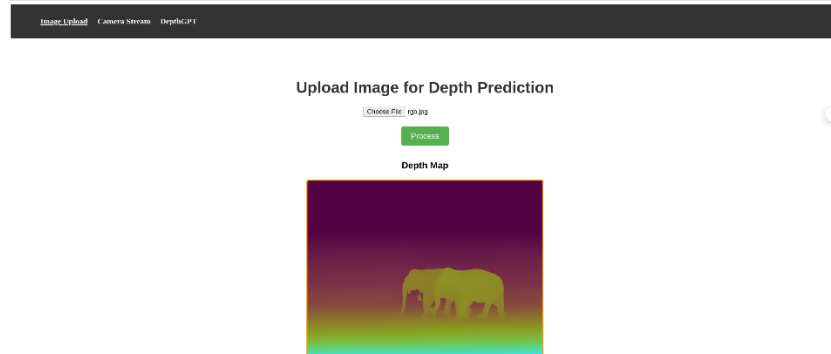 Image Upload Camera Stream DepthGPT
Upload Image for Depth Prediction
Choose File rgb.jpg
Process
Depth Map